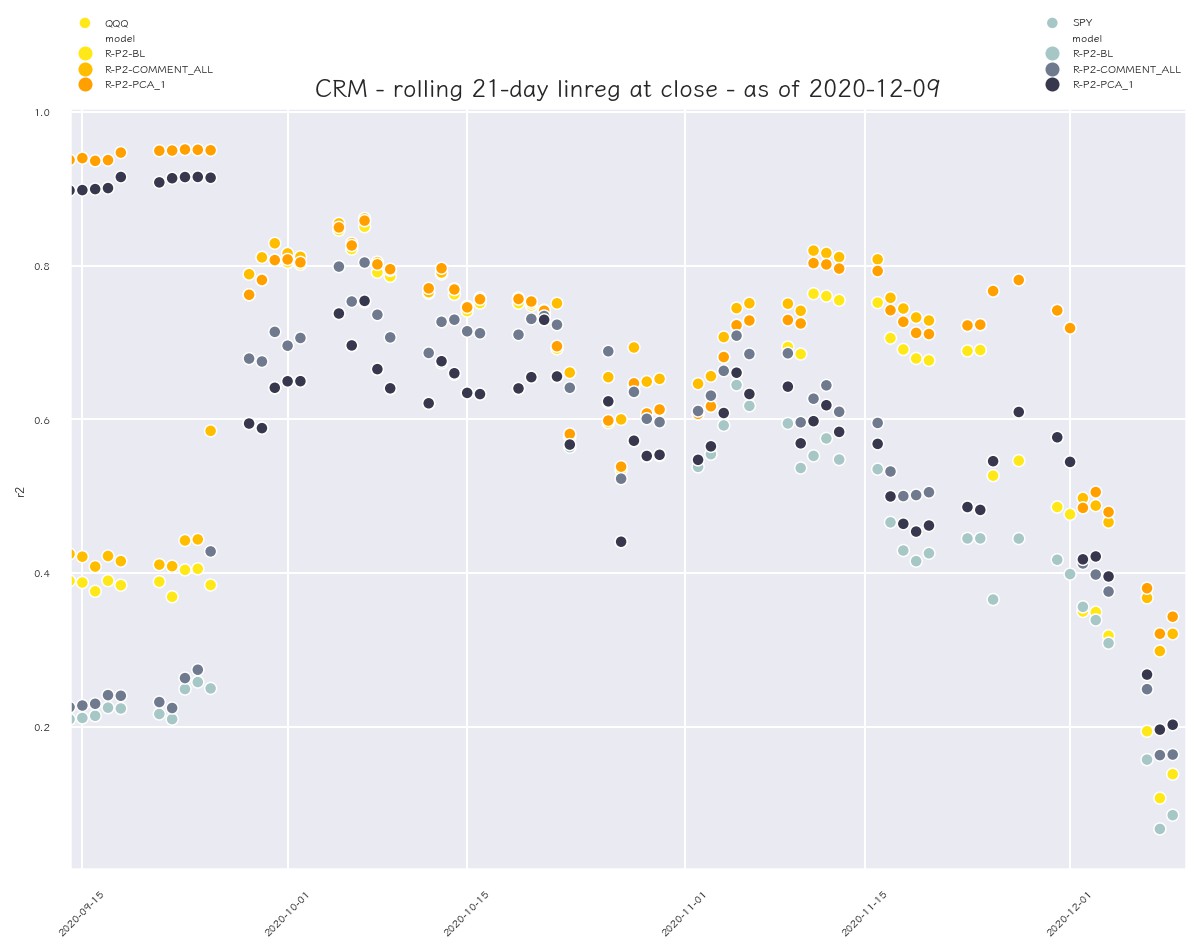 QQQ
model
R-P2-BL
R-P2-COMMENT_ALL
R-P2-PCA_1
SPY
model
R-P2-BL
R-P2-COMMENT_ALL
R-P2-PCA_1
CRM - rolling 21-day linreg at close - as of 2020-12-09
1.0
0.8
0.6
0.4
0.2
r2
2020-09-15
2020-10-01
2020-10-15
2020-11-01
2020-11-15
2020-12-01